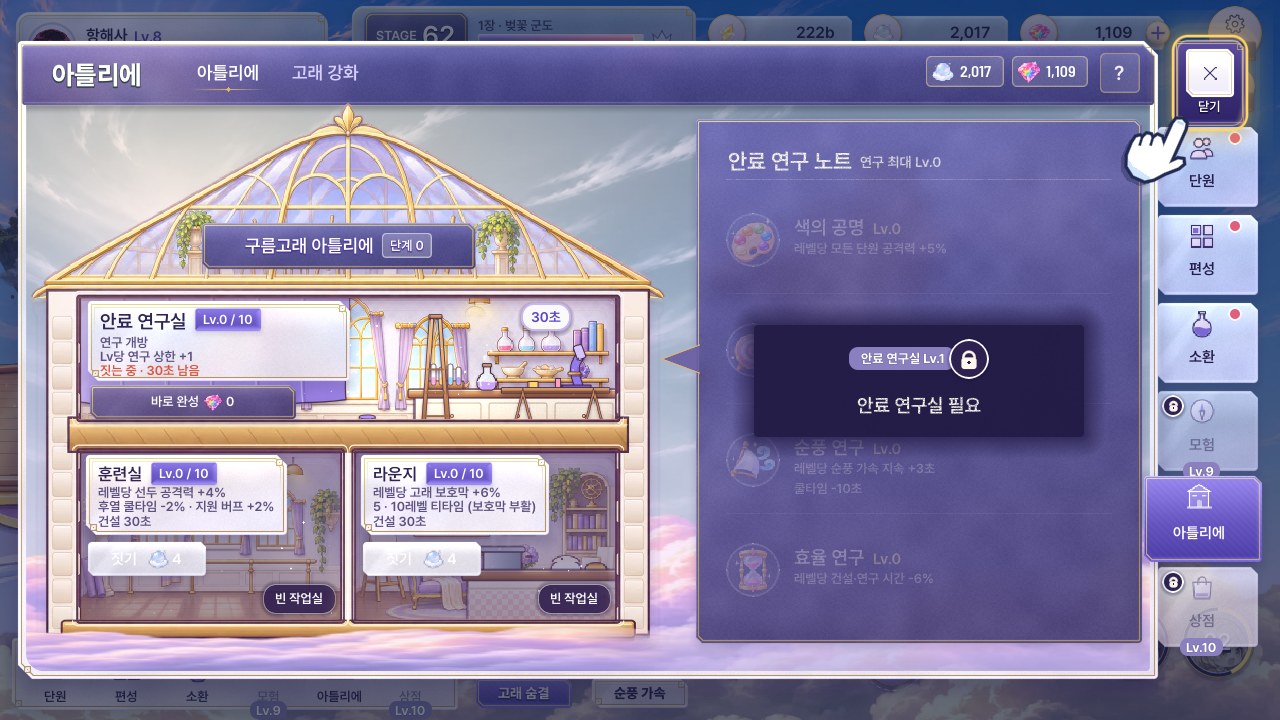 항해사 Lv.8
STAGE 62
1장 · 벚꽃 군도
222b
2,017
1,109
아틀리에
아틀리에
고래 강화
2,017
1,109
?
닫기
단원
편성
소환
모험
Lv.9
아틀리에
상점
Lv.10
구름고래 아틀리에
단계 0
안료 연구실
Lv.0 / 10
연구 개방
Lv당 연구 상한 +1
짓는 중 · 30초 남음
바로 완성 0
30초
훈련실
Lv.0 / 10
레벨당 선두 공격력 +4%
후열 쿨타임 -2% · 지원 버프 +2%
건설 30초
짓기 4
빈 작업실
라운지
Lv.0 / 10
레벨당 고래 보호막 +6%
5 · 10레벨 티타임 (보호막 부활)
건설 30초
짓기 4
빈 작업실
안료 연구 노트 연구 최대 Lv.0
색의 공명 Lv.0
레벨당 모든 단원 공격력 +5%
안료 연구실 Lv.1
안료 연구실 필요
순풍 연구 Lv.0
레벨당 순풍 가속 지속 +3초
쿨타임 -10초
효율 연구 Lv.0
레벨당 건설·연구 시간 -6%
단원
편성
소환
모험
Lv.9
아틀리에
상점
Lv.10
고래 숨결
순풍 가속